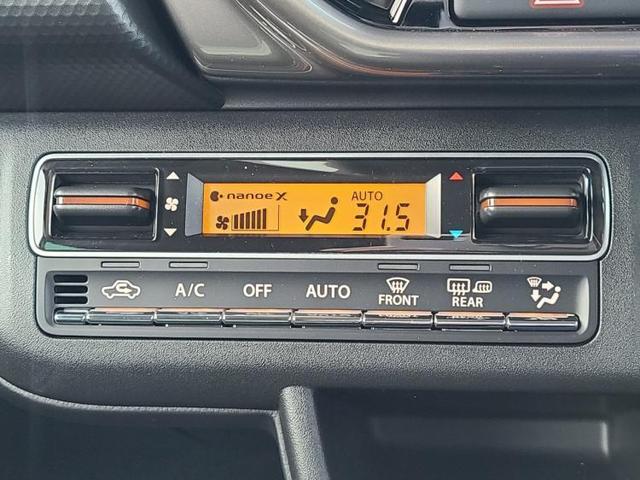 nanoe X
AUTO
31.5
A/C
OFF
AUTO
FRONT
REAR